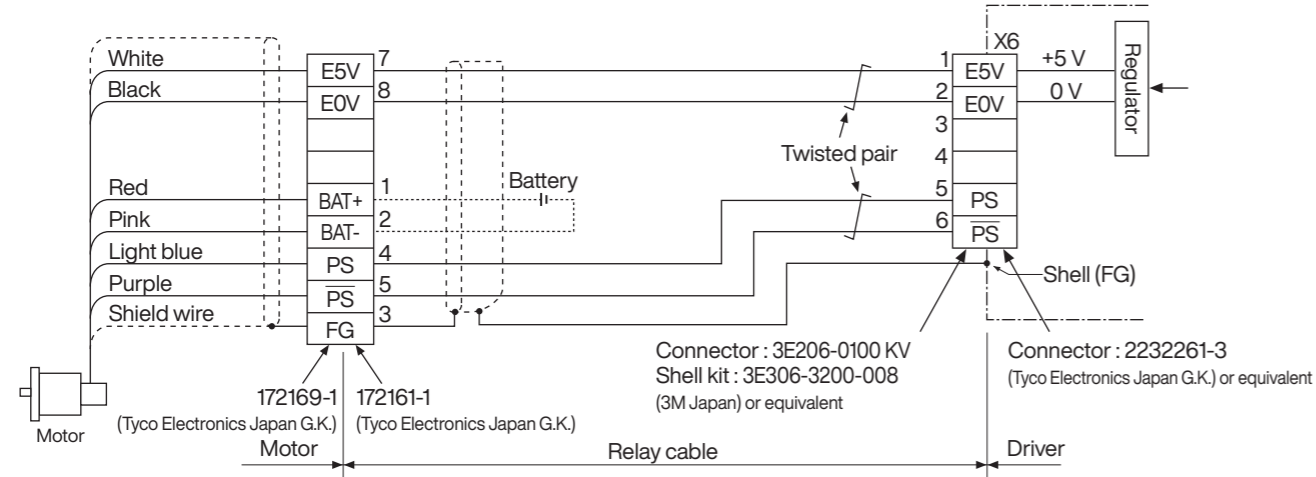 X6
White
7
1
+5 V
E5V
E5V
Black
8
2
0 V
E0V
E0V
Regulator
3
Twisted pair
4
Red
1
Battery
5
BAT+
PS
Pink
2
6
BAT-
P̅S̅
Light blue
4
PS
Shell (FG)
Purple
5
P̅S̅
Shield wire
3
FG
Connector : 3E206-0100 KV
Shell kit : 3E306-3200-008
(3M Japan) or equivalent
Connector : 2232261-3
(Tyco Electronics Japan G.K.) or equivalent
172169-1
(Tyco Electronics Japan G.K.)
172161-1
(Tyco Electronics Japan G.K.)
Motor
Motor
Relay cable
Driver